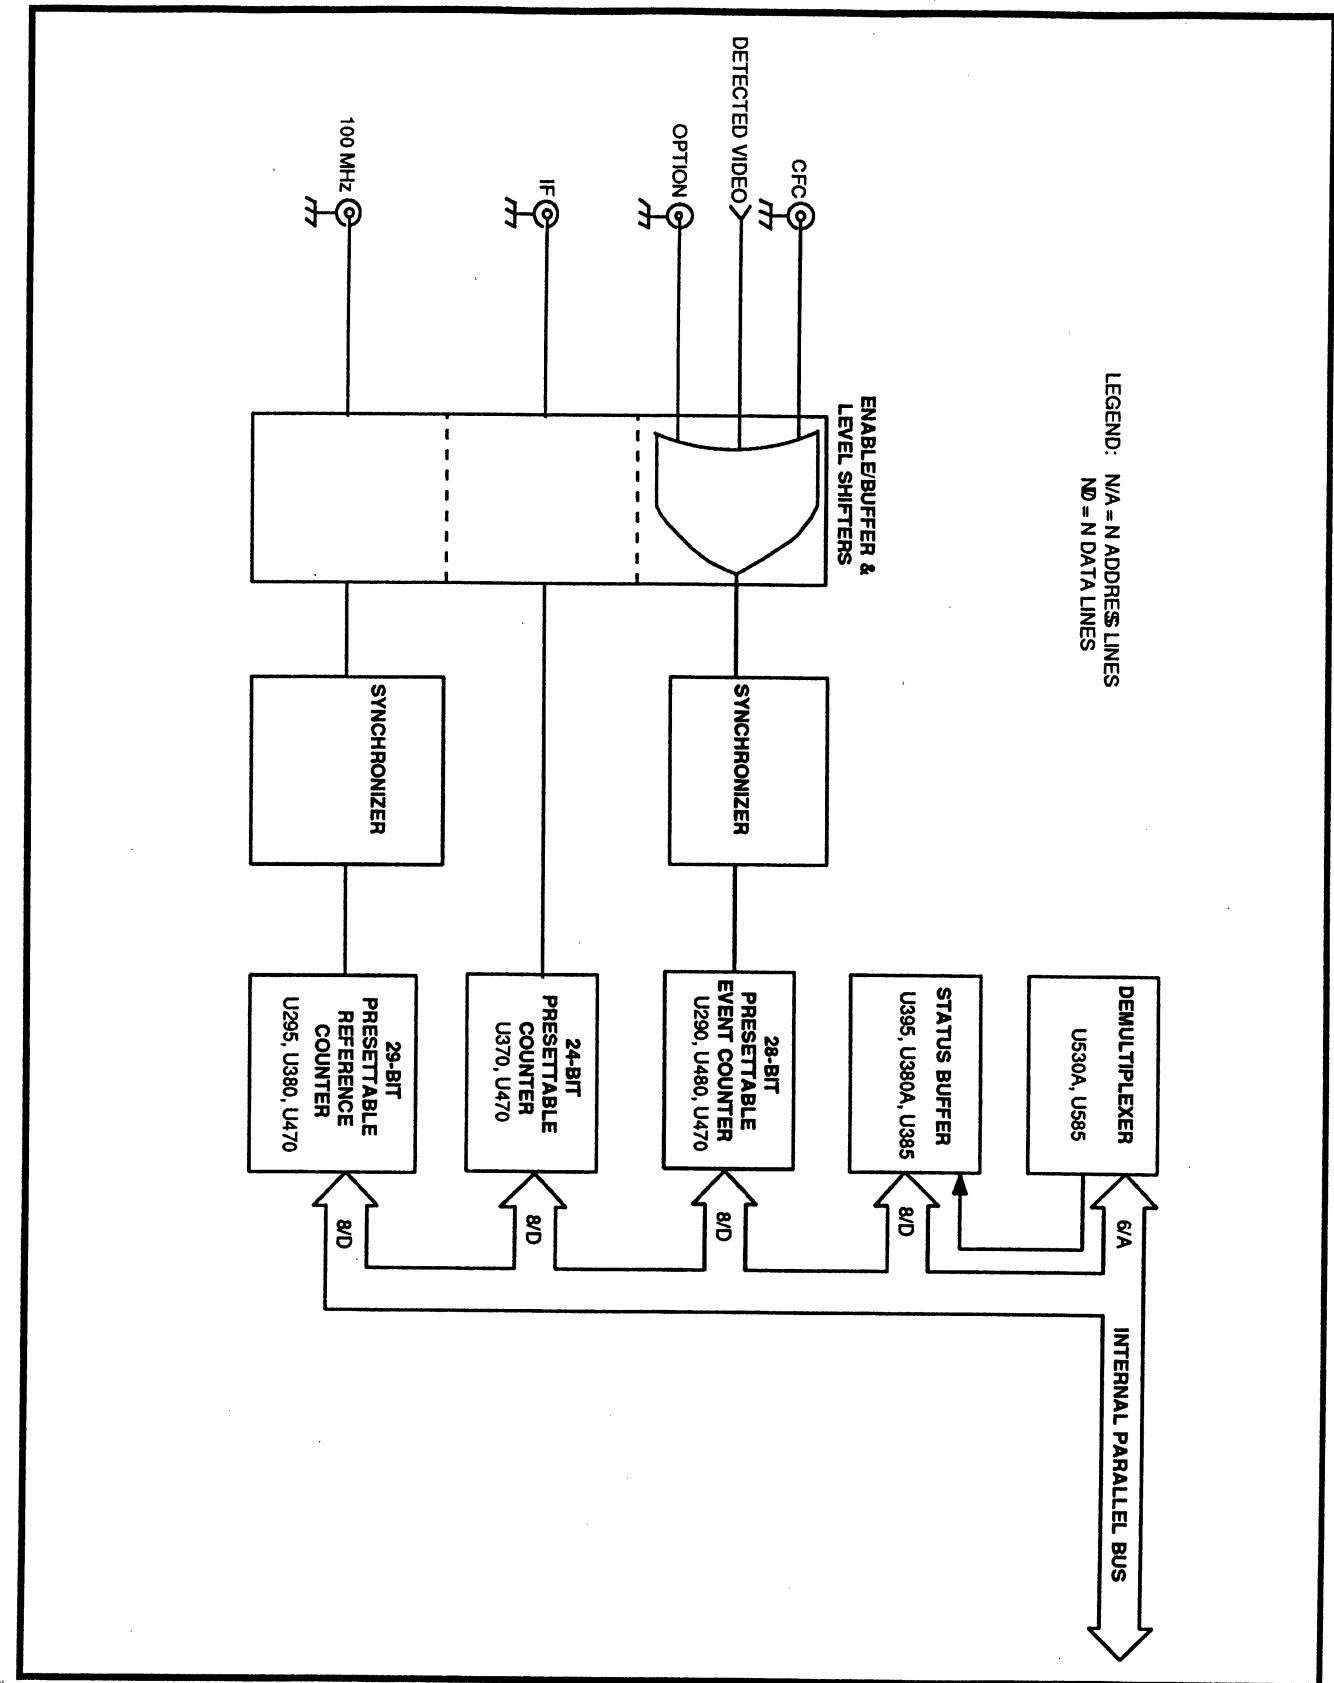 LEGEND: N/A = N ADDRESS LINES
N/D = N DATA LINES
DEMULTIPLEXER
U530A, U585
6/A
INTERNAL PARALLEL BUS
STATUS BUFFER
U395, U380A, U385
8/D
ENABLE/BUFFER &
LEVEL SHIFTERS
CFC
DETECTED VIDEO
OPTION
SYNCHRONIZER
28-BIT
PRESETTABLE
EVENT COUNTER
U290, U480, U470
8/D
IF
24-BIT
PRESETTABLE
COUNTER
U370, U470
8/D
100 MHz
SYNCHRONIZER
29-BIT
PRESETTABLE
REFERENCE
COUNTER
U295, U380, U470
8/D